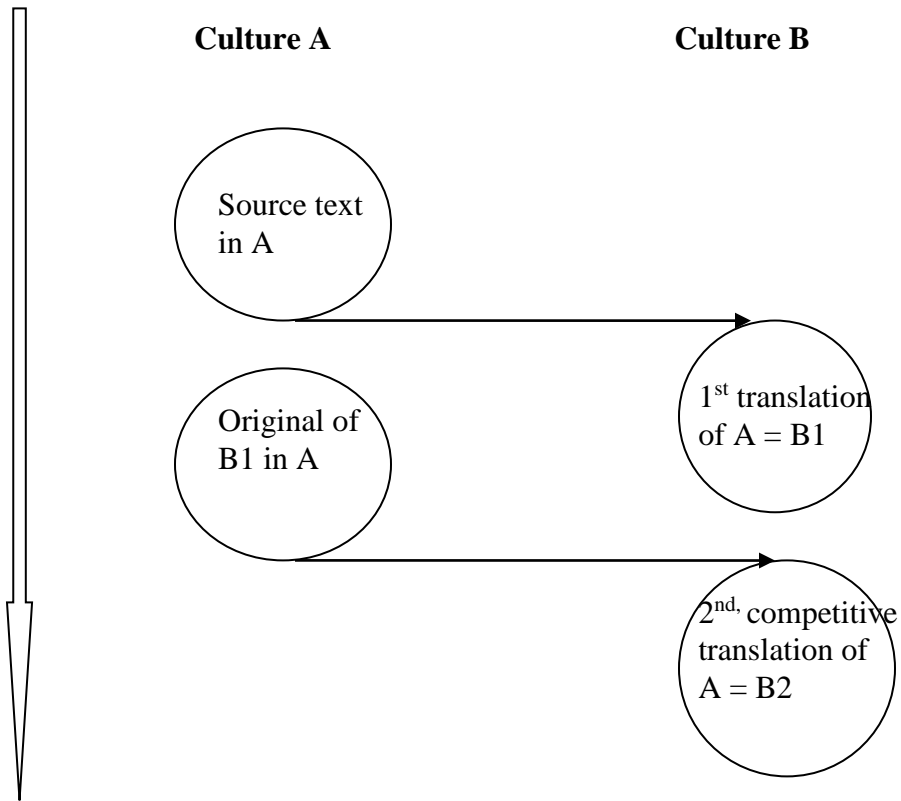 Culture A
Culture B
Source text
in A
1st translation
of A = B1
Original of
B1 in A
2nd, competitive
translation of
A = B2